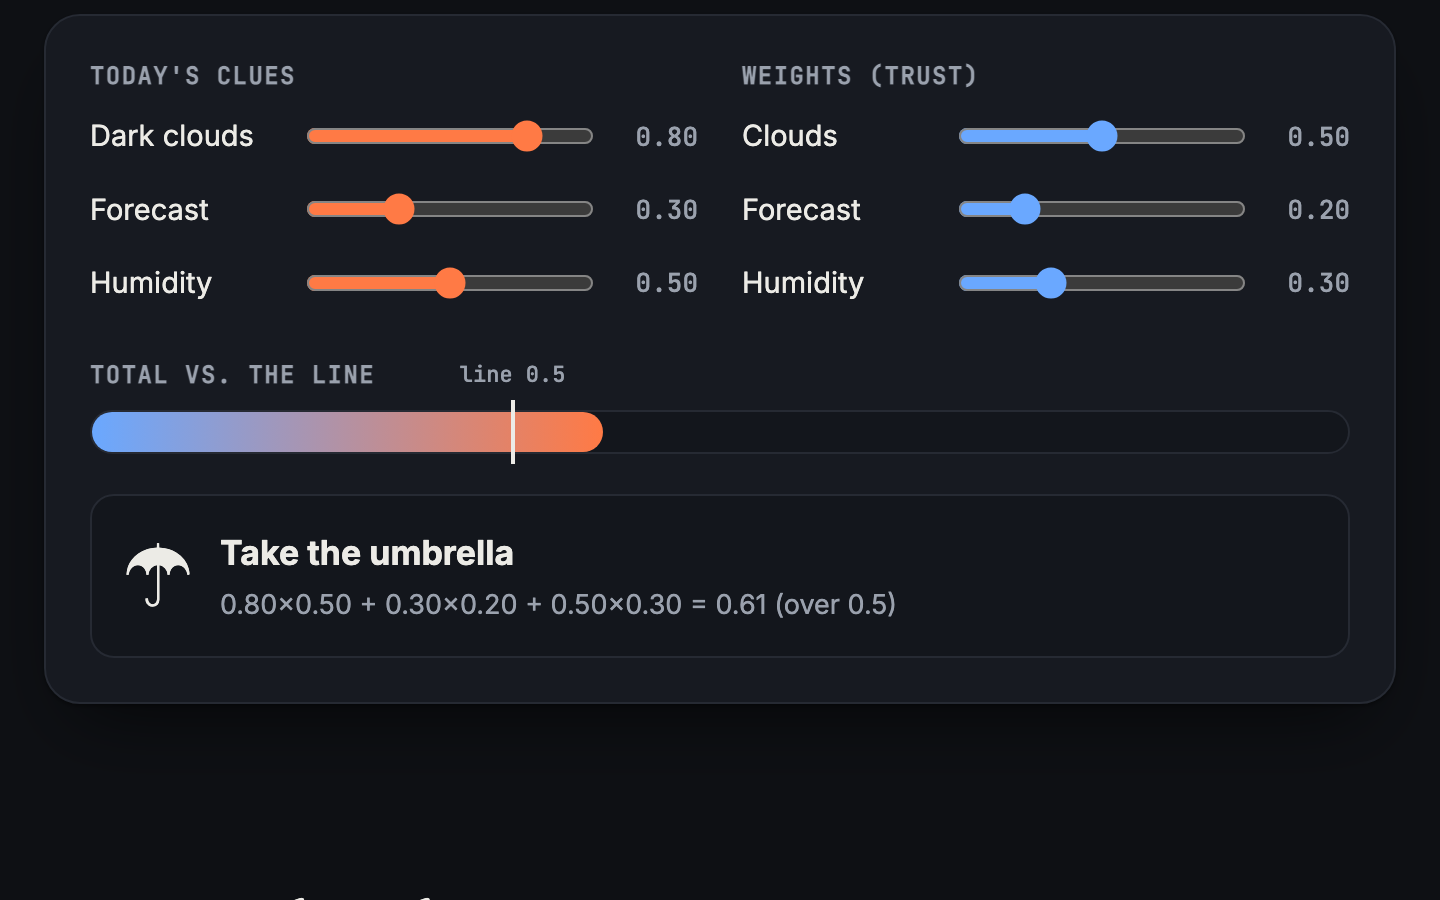 TODAY'S CLUES
Dark clouds 0.80
Forecast 0.30
Humidity 0.50
WEIGHTS (TRUST)
Clouds 0.50
Forecast 0.20
Humidity 0.30
TOTAL VS. THE LINE line 0.5
Take the umbrella
0.80×0.50 + 0.30×0.20 + 0.50×0.30 = 0.61 (over 0.5)